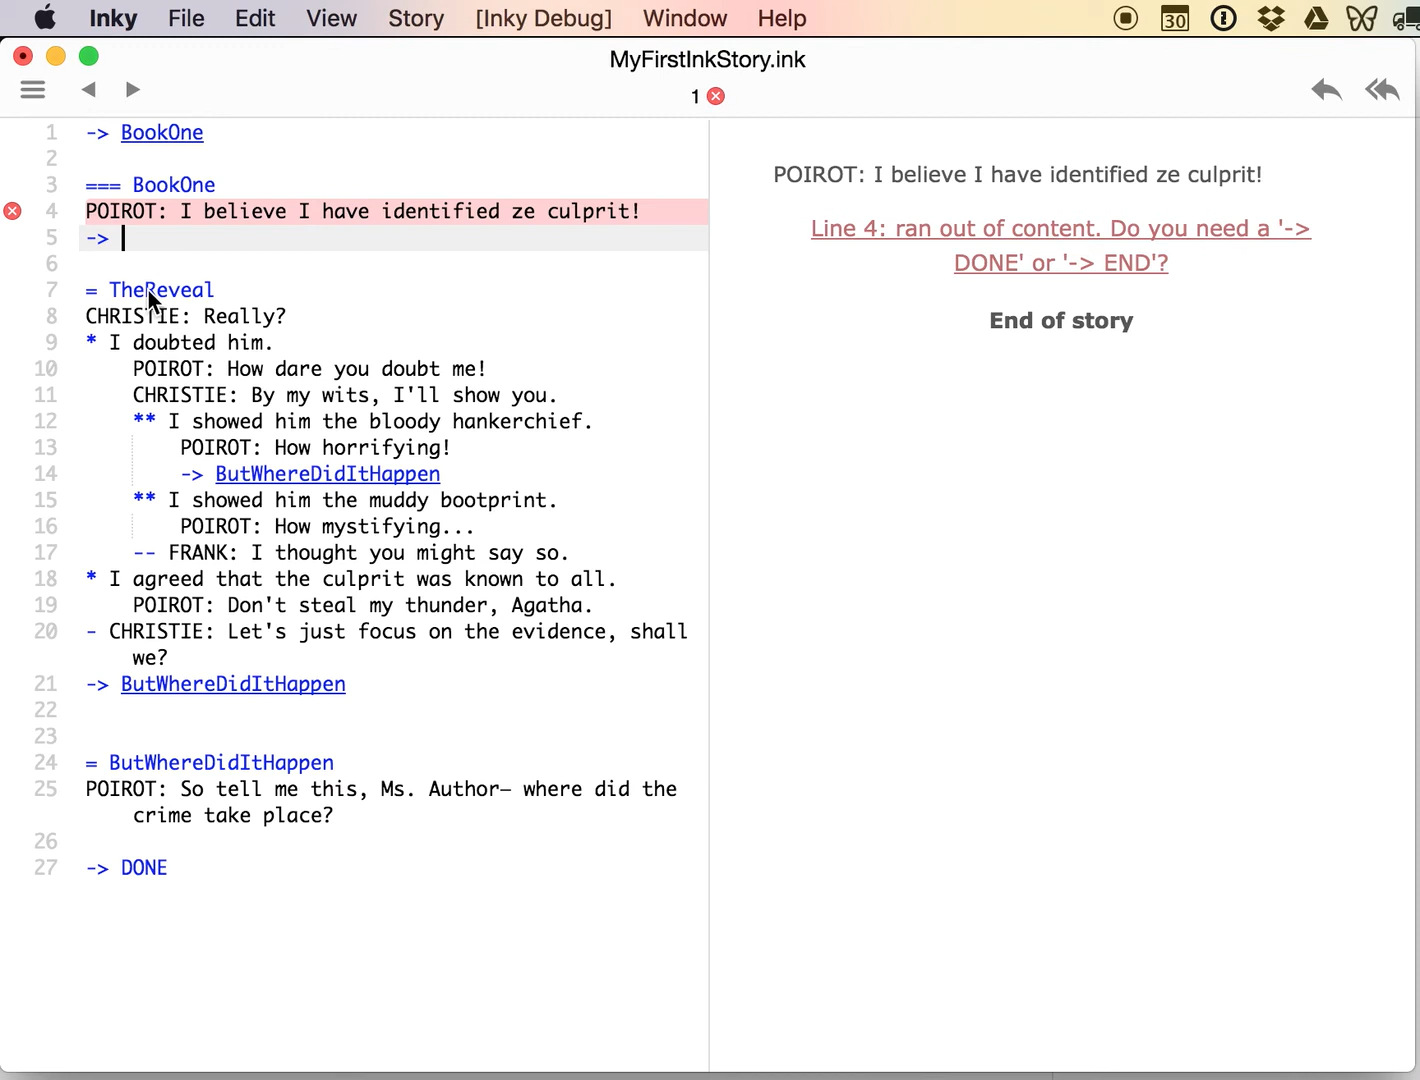 Inky File Edit View Story [Inky Debug] Window Help 30
MyFirstInkStory.ink
1
1 -> BookOne
2
3 === BookOne
4 POIROT: I believe I have identified ze culprit!
5 ->
6
7 = TheReveal
8 CHRISTIE: Really?
9 * I doubted him.
10 POIROT: How dare you doubt me!
11 CHRISTIE: By my wits, I'll show you.
12 ** I showed him the bloody hankerchief.
13 POIROT: How horrifying!
14 -> ButWhereDidItHappen
15 ** I showed him the muddy bootprint.
16 POIROT: How mystifying...
17 -- FRANK: I thought you might say so.
18 * I agreed that the culprit was known to all.
19 POIROT: Don't steal my thunder, Agatha.
20 - CHRISTIE: Let's just focus on the evidence, shall
we?
21 -> ButWhereDidItHappen
22
23
24 = ButWhereDidItHappen
25 POIROT: So tell me this, Ms. Author– where did the
crime take place?
26
27 -> DONE
POIROT: I believe I have identified ze culprit!
Line 4: ran out of content. Do you need a '->
DONE' or '-> END'?
End of story